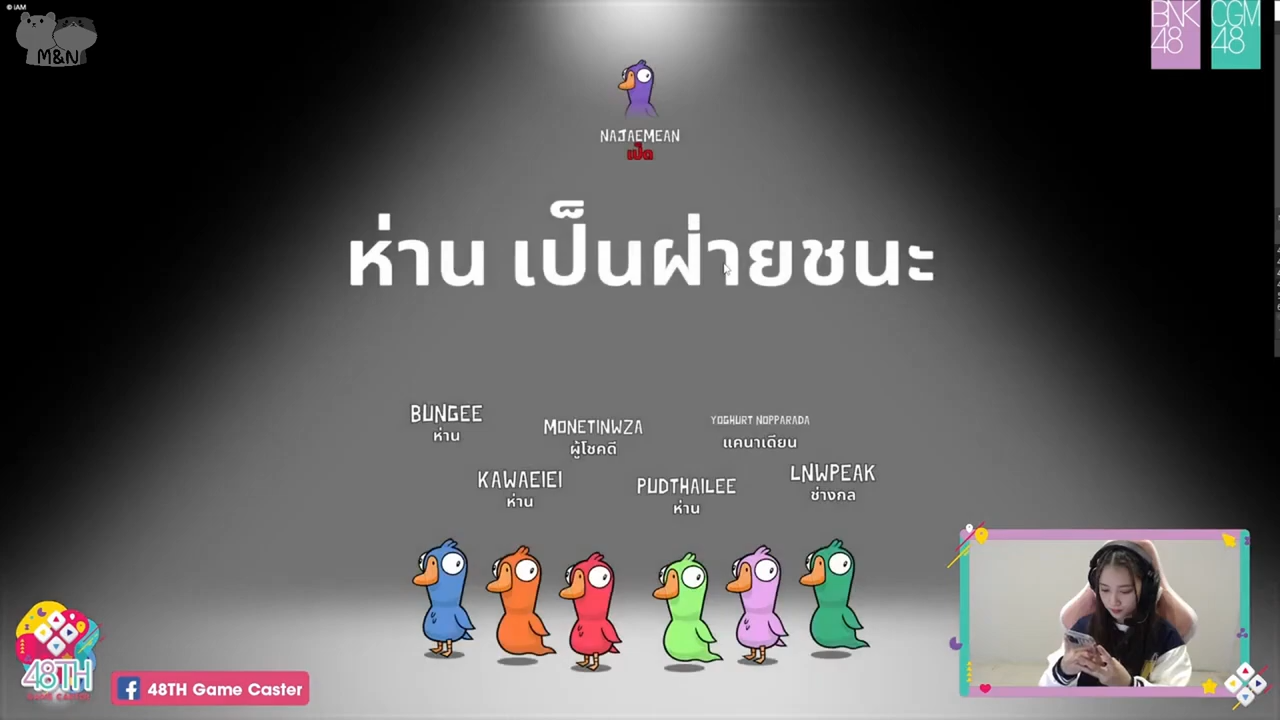 © iAM
M&N
BNK
48
CGM
48
NAJAEMEAN
เป็ด
ห่าน เป็นฝ่ายชนะ
BUNGEE
ห่าน
MONETINWZA
ผู้โชคดี
YOGHURT NOPPARADA
แคนาเดียน
KAWAEIEI
ห่าน
PUDTHAILEE
ห่าน
LNWPEAK
ช่างกล
48TH
GAME CASTER
48TH Game Caster